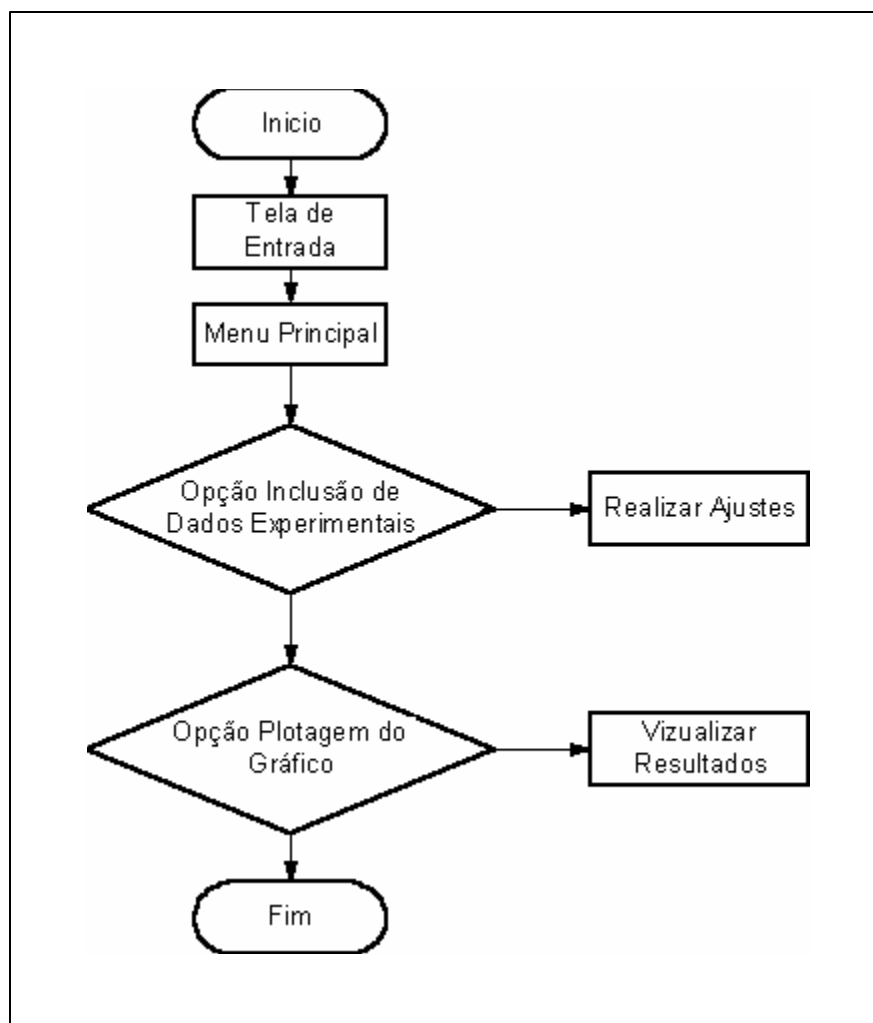 Inicio
Tela de
Entrada
Menu Principal
Opção Inclusão de
Dados Experimentais
Realizar Ajustes
Opção Plotagem do
Gráfico
Vizualizar
Resultados
Fim